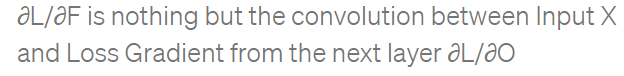 ∂L/∂F is nothing but the convolution between Input X
and Loss Gradient from the next layer ∂L/∂O